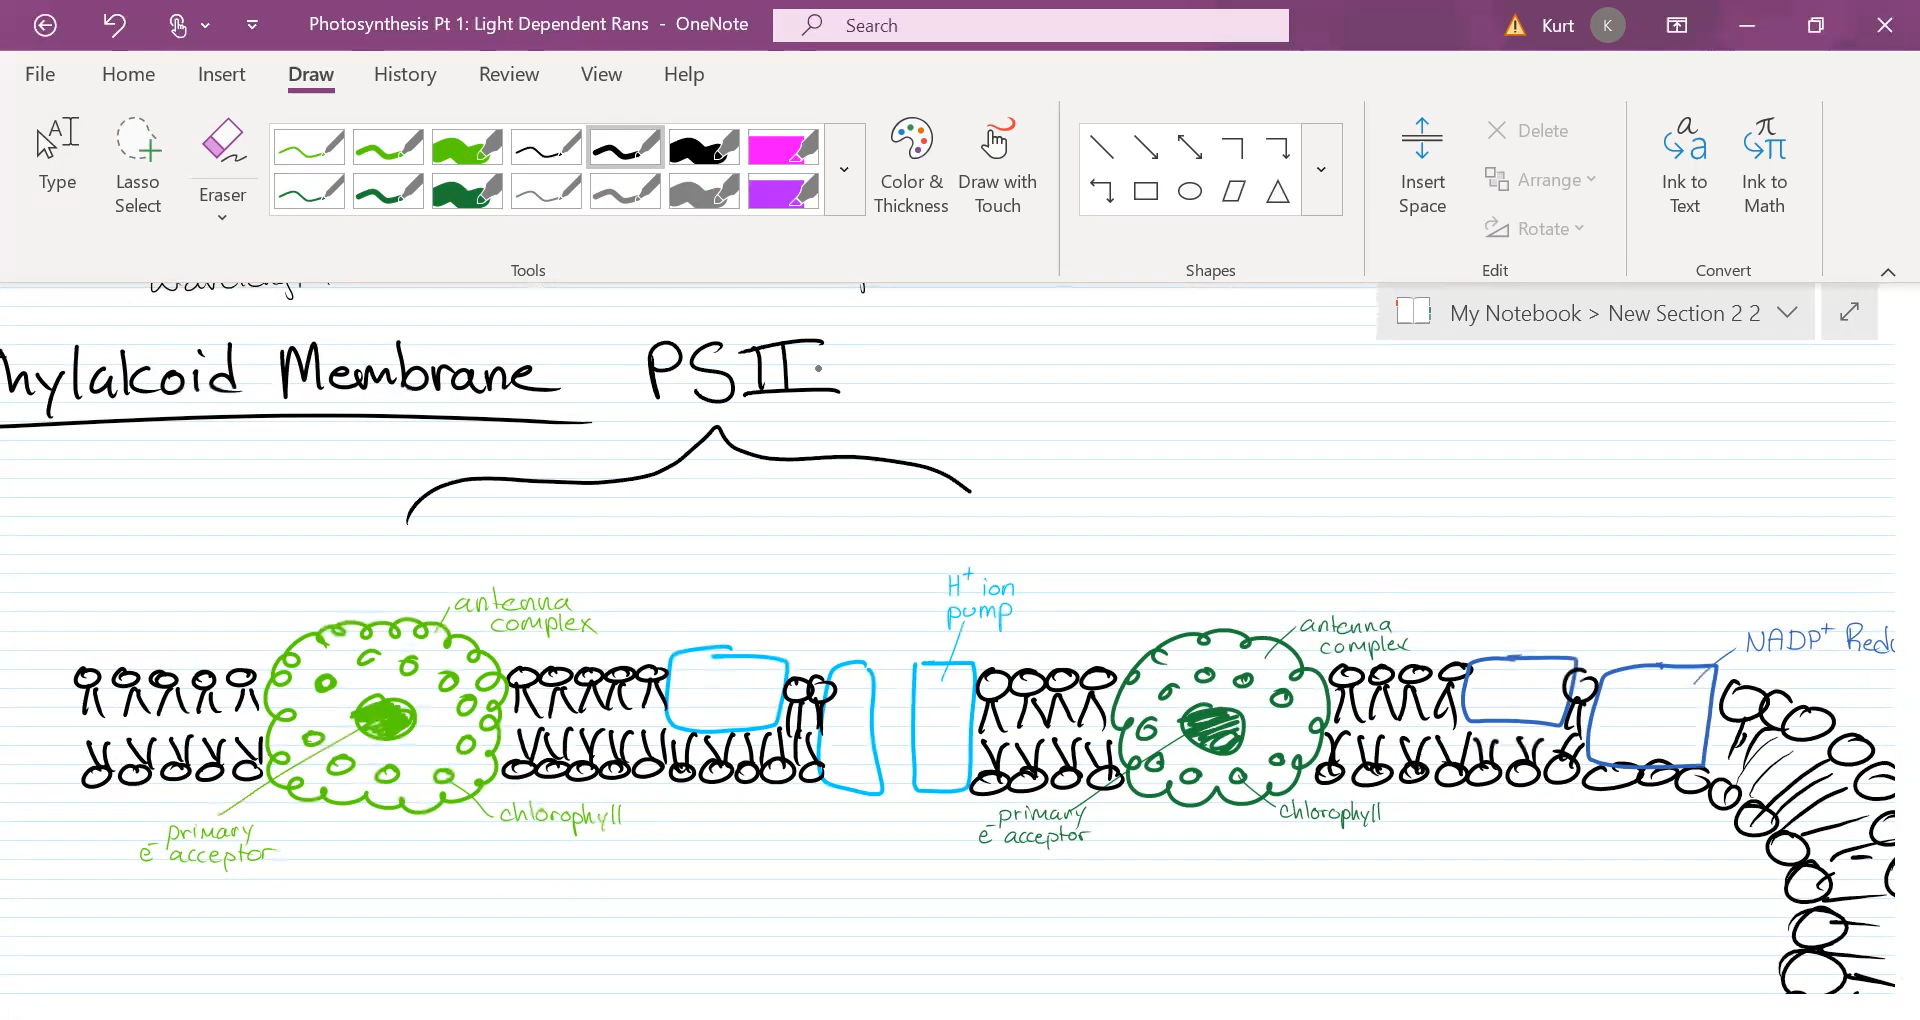 Photosynthesis Pt 1: Light Dependent Rxns - OneNote
Search
Kurt
K
File
Home
Insert
Draw
History
Review
View
Help
Type
Lasso Select
Eraser
Color & Thickness
Draw with Touch
Insert Space
Delete
Arrange
Rotate
Ink to Text
Ink to Math
Tools
Shapes
Edit
Convert
My Notebook > New Section 2 2
hylakoid Membrane PSII
antenna
complex
H+ ion
pump
antenna
complex
NADP+ Redu
chlorophyll
primary
e- acceptor
chlorophyll
primary
e- acceptor